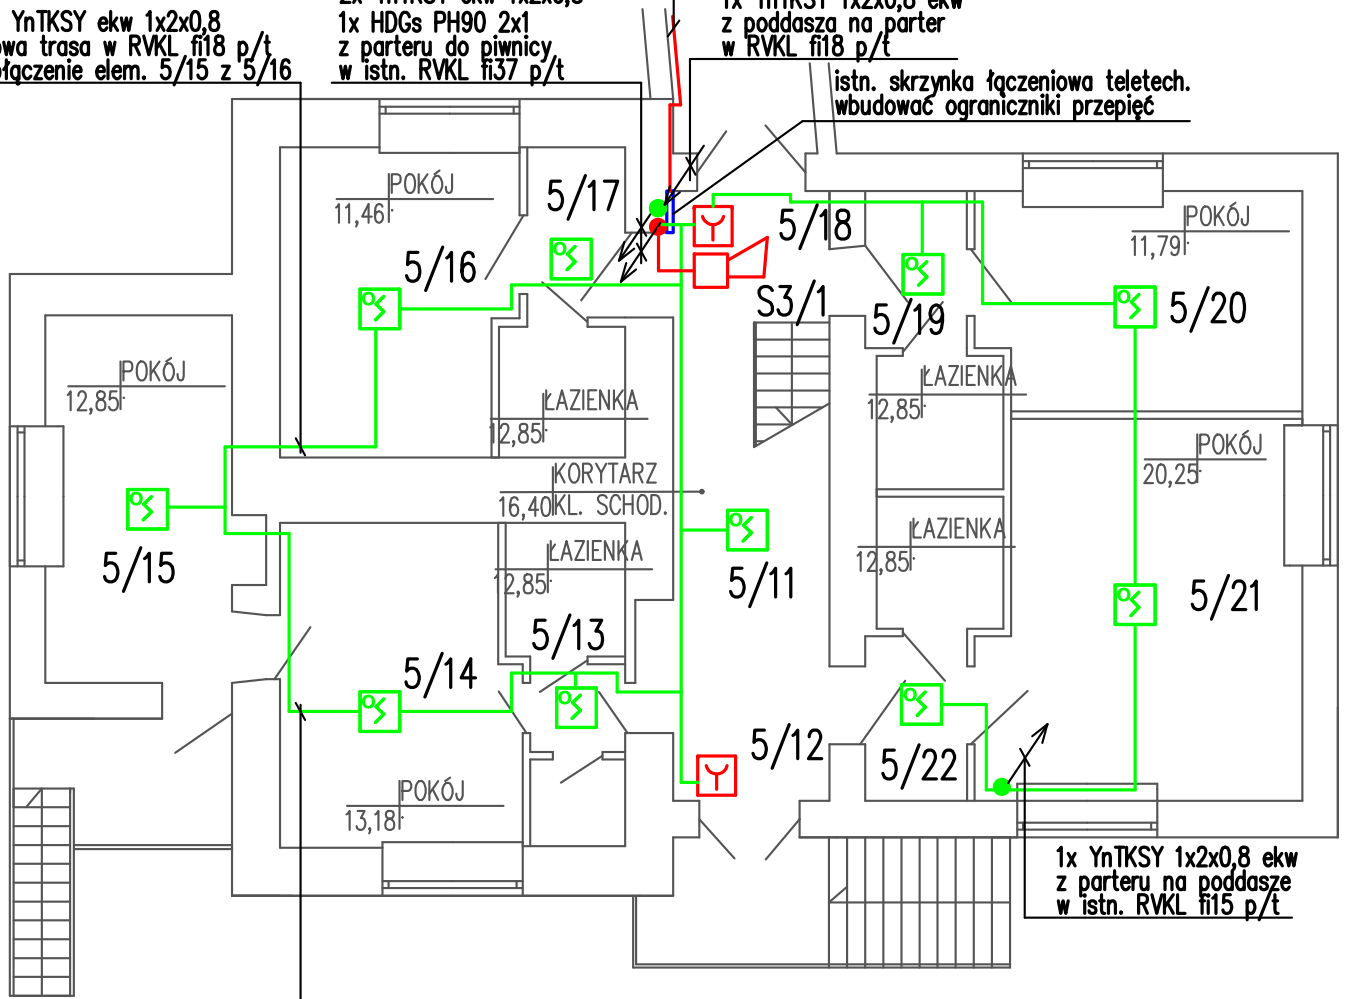 YnTKSY ekw 1x2x0,8
trasa w RVKL fi18 p/t
elem. 5/15 z 5/16
1x HDGs PH90 2x1
z parteru do piwnicy
w istn. RVKL fi37 p/t
z poddasza na parter
w RVKL fi18 p/t
istn. skrzynka łączeniowa teletech.
wbudować ograniczniki przepięć
POKÓJ
11,46
5/17
5/16
5/18
S3/1
5/19
POKÓJ
11,79
5/20
POKÓJ
12,85
ŁAZIENKA
12,85
ŁAZIENKA
12,85
KORYTARZ
16,40 KL. SCHOD.
POKÓJ
20,25
ŁAZIENKA
12,85
ŁAZIENKA
12,85
5/15
5/11
5/21
5/13
5/14
5/12
5/22
POKÓJ
13,18
1x YnTKSY 1x2x0,8 ekw
z parteru na poddasze
w istn. RVKL fi15 p/t